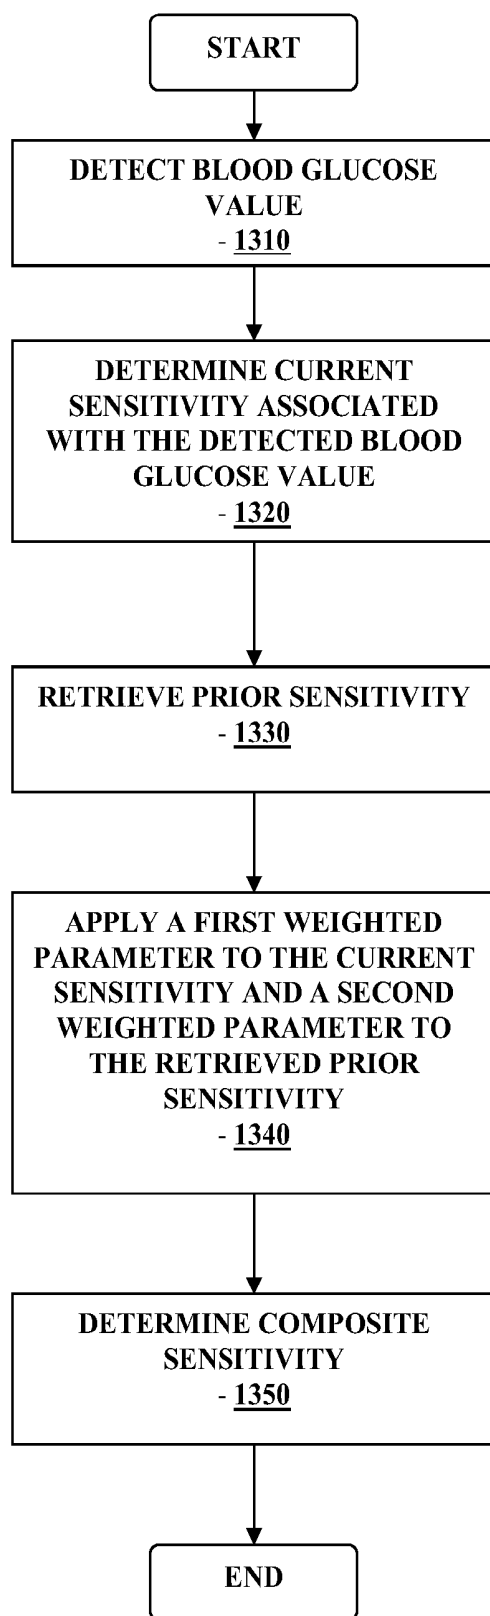 START
DETECT BLOOD GLUCOSE
VALUE
- 1310
DETERMINE CURRENT
SENSITIVITY ASSOCIATED
WITH THE DETECTED BLOOD
GLUCOSE VALUE
- 1320
RETRIEVE PRIOR SENSITIVITY
- 1330
APPLY A FIRST WEIGHTED
PARAMETER TO THE CURRENT
SENSITIVITY AND A SECOND
WEIGHTED PARAMETER TO
THE RETRIEVED PRIOR
SENSITIVITY
- 1340
DETERMINE COMPOSITE
SENSITIVITY
- 1350
END